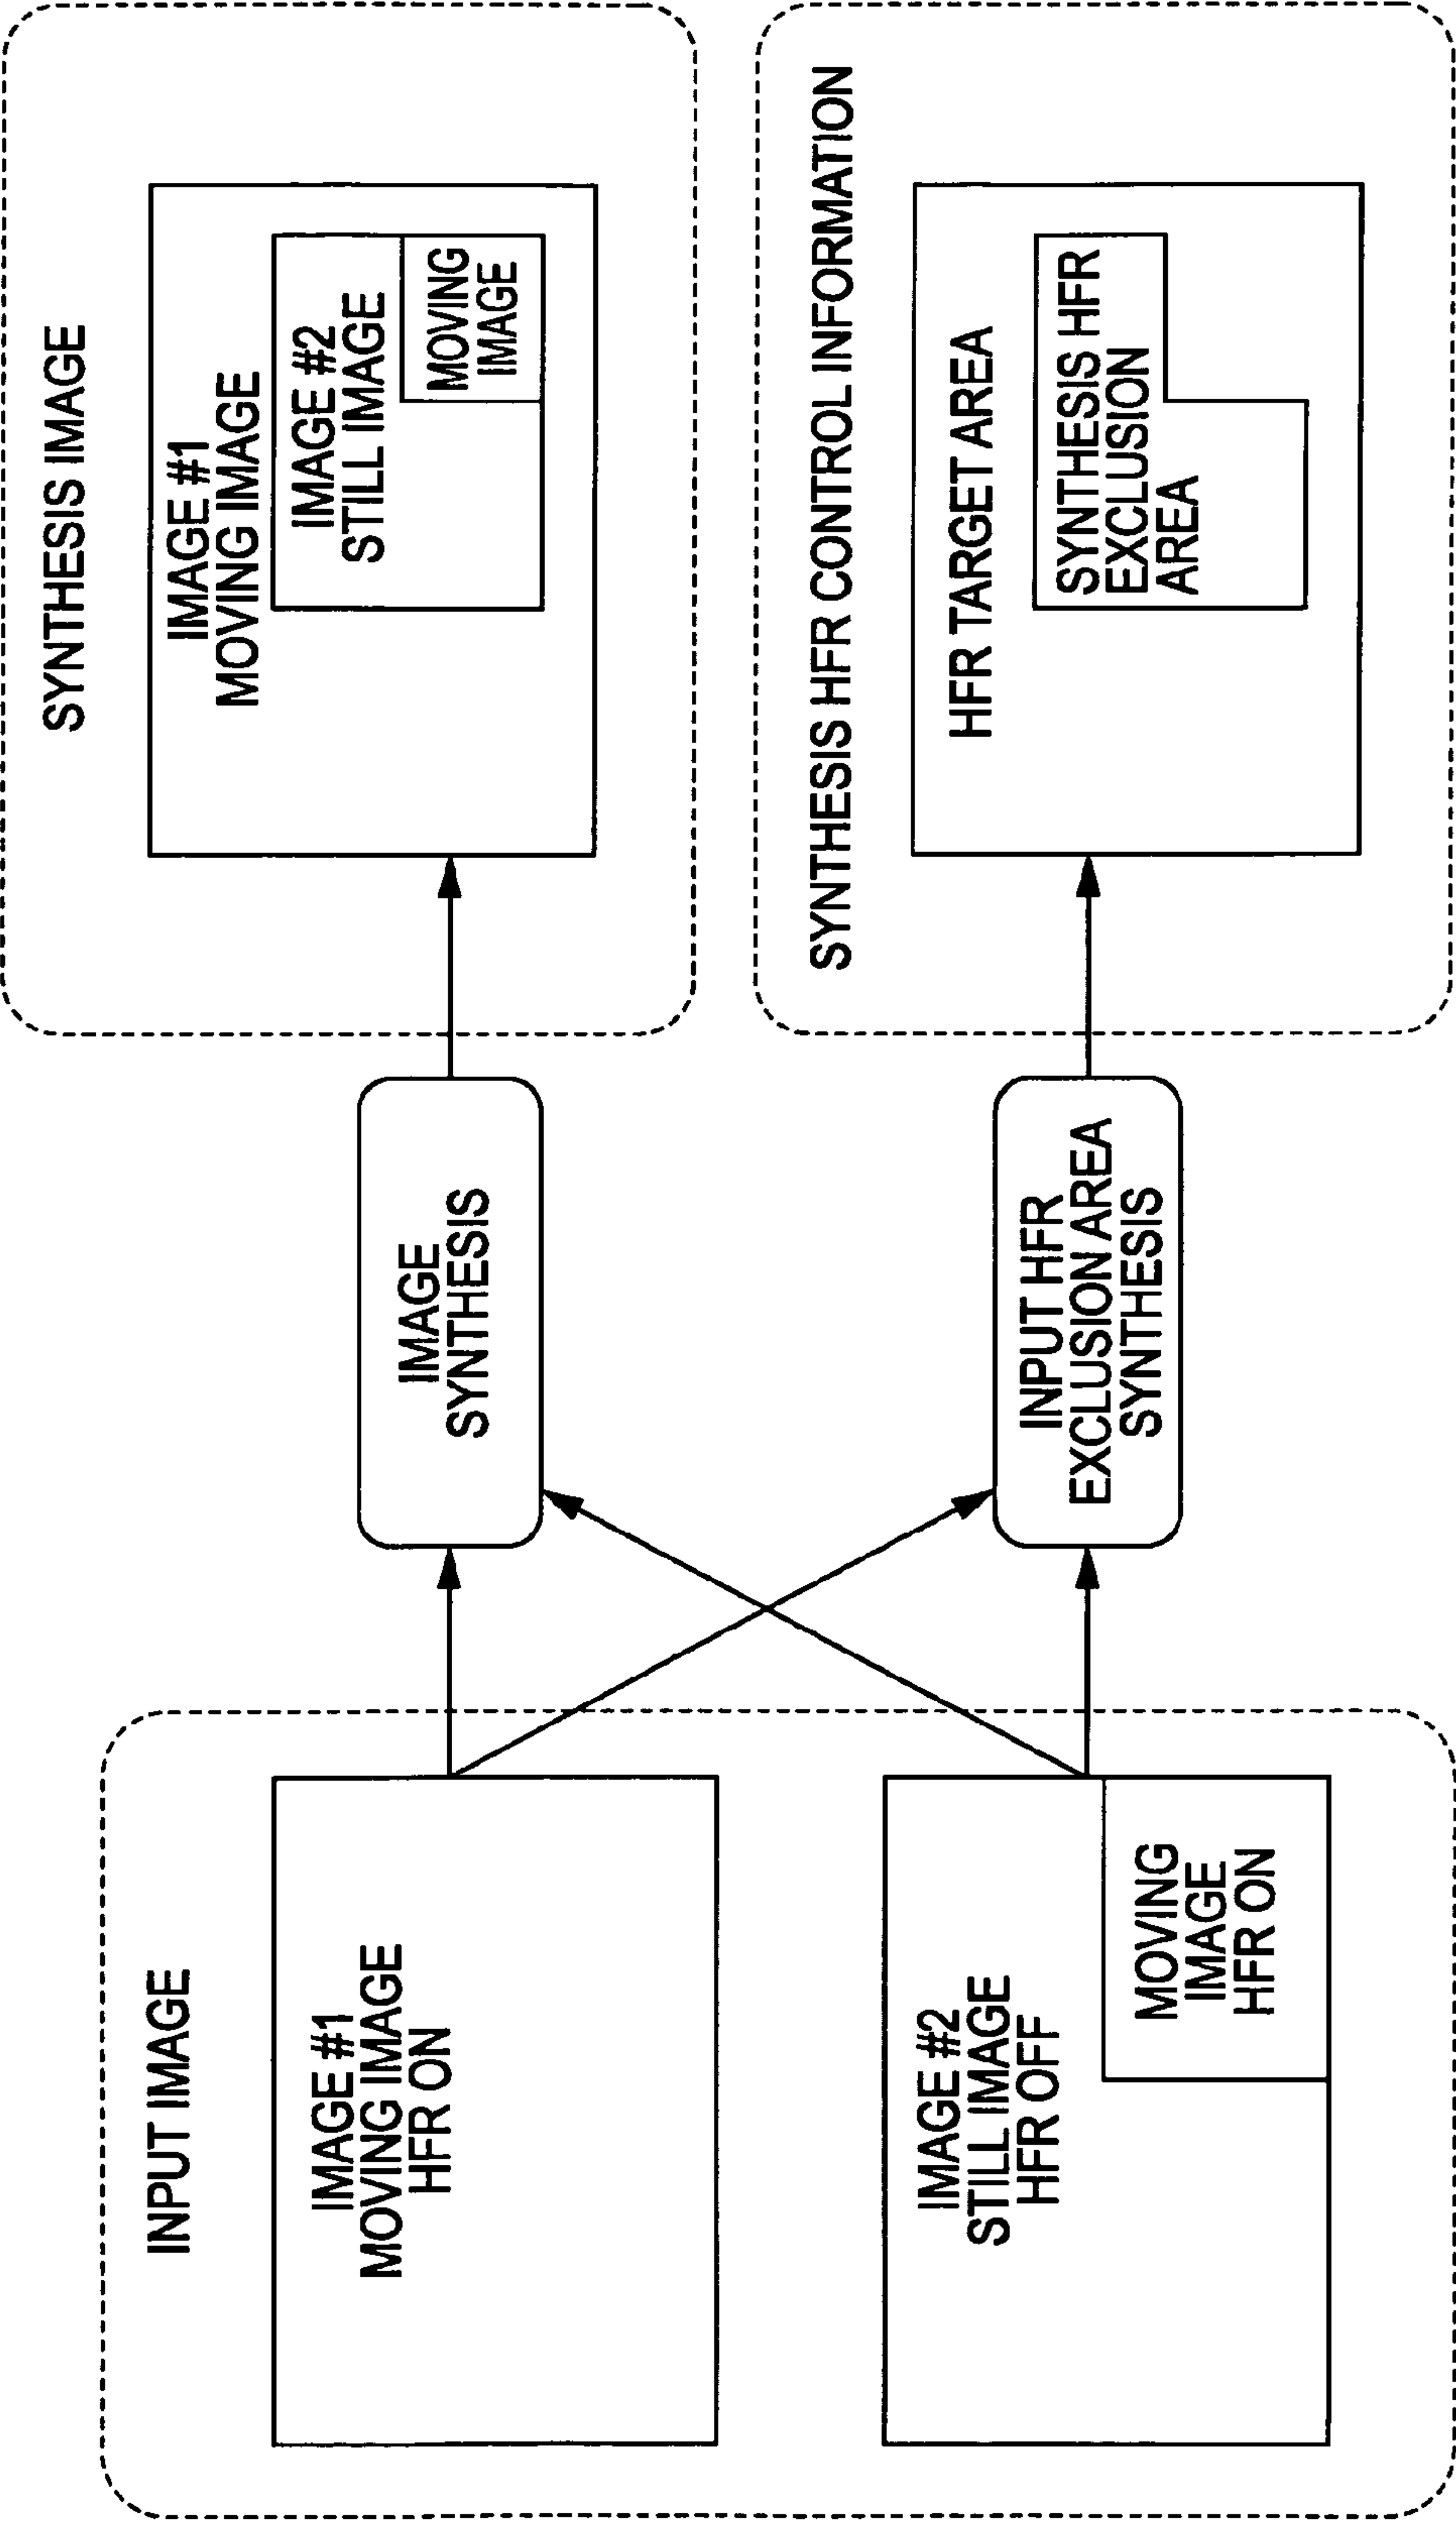 INPUT IMAGE
IMAGE #1
MOVING IMAGE
HFR ON
IMAGE #2
STILL IMAGE
HFR OFF
MOVING
IMAGE
HFR ON
IMAGE
SYNTHESIS
INPUT HFR
EXCLUSION AREA
SYNTHESIS
SYNTHESIS IMAGE
IMAGE #1
MOVING IMAGE
IMAGE #2
STILL IMAGE
MOVING
IMAGE
SYNTHESIS HFR CONTROL INFORMATION
HFR TARGET AREA
SYNTHESIS HFR
EXCLUSION
AREA